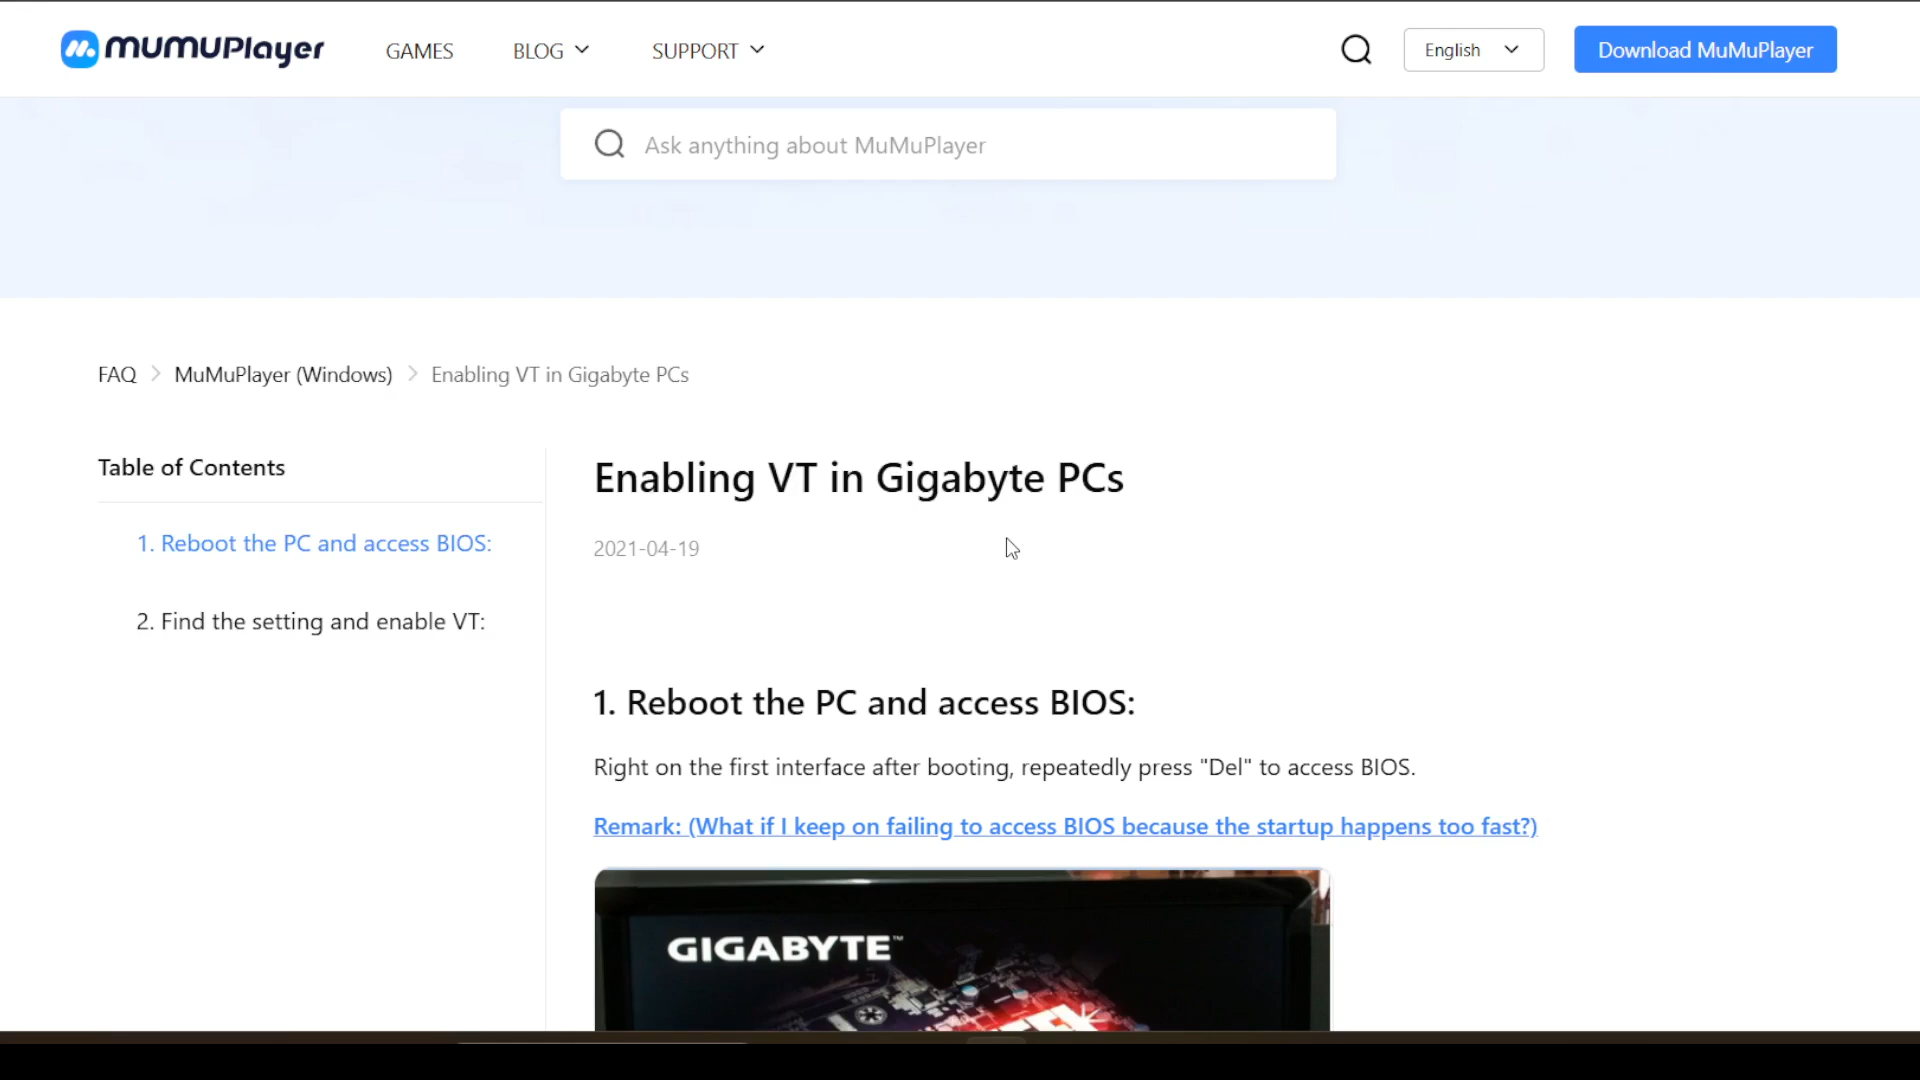 MUMUPlayer
GAMES
BLOG
SUPPORT
English
Download MuMuPlayer
Ask anything about MuMuPlayer
FAQ > MuMuPlayer (Windows) > Enabling VT in Gigabyte PCs
Table of Contents
1. Reboot the PC and access BIOS:
2. Find the setting and enable VT:
Enabling VT in Gigabyte PCs
2021-04-19
1. Reboot the PC and access BIOS:
Right on the first interface after booting, repeatedly press "Del" to access BIOS.
Remark: (What if I keep on failing to access BIOS because the startup happens too fast?)
GIGABYTE™